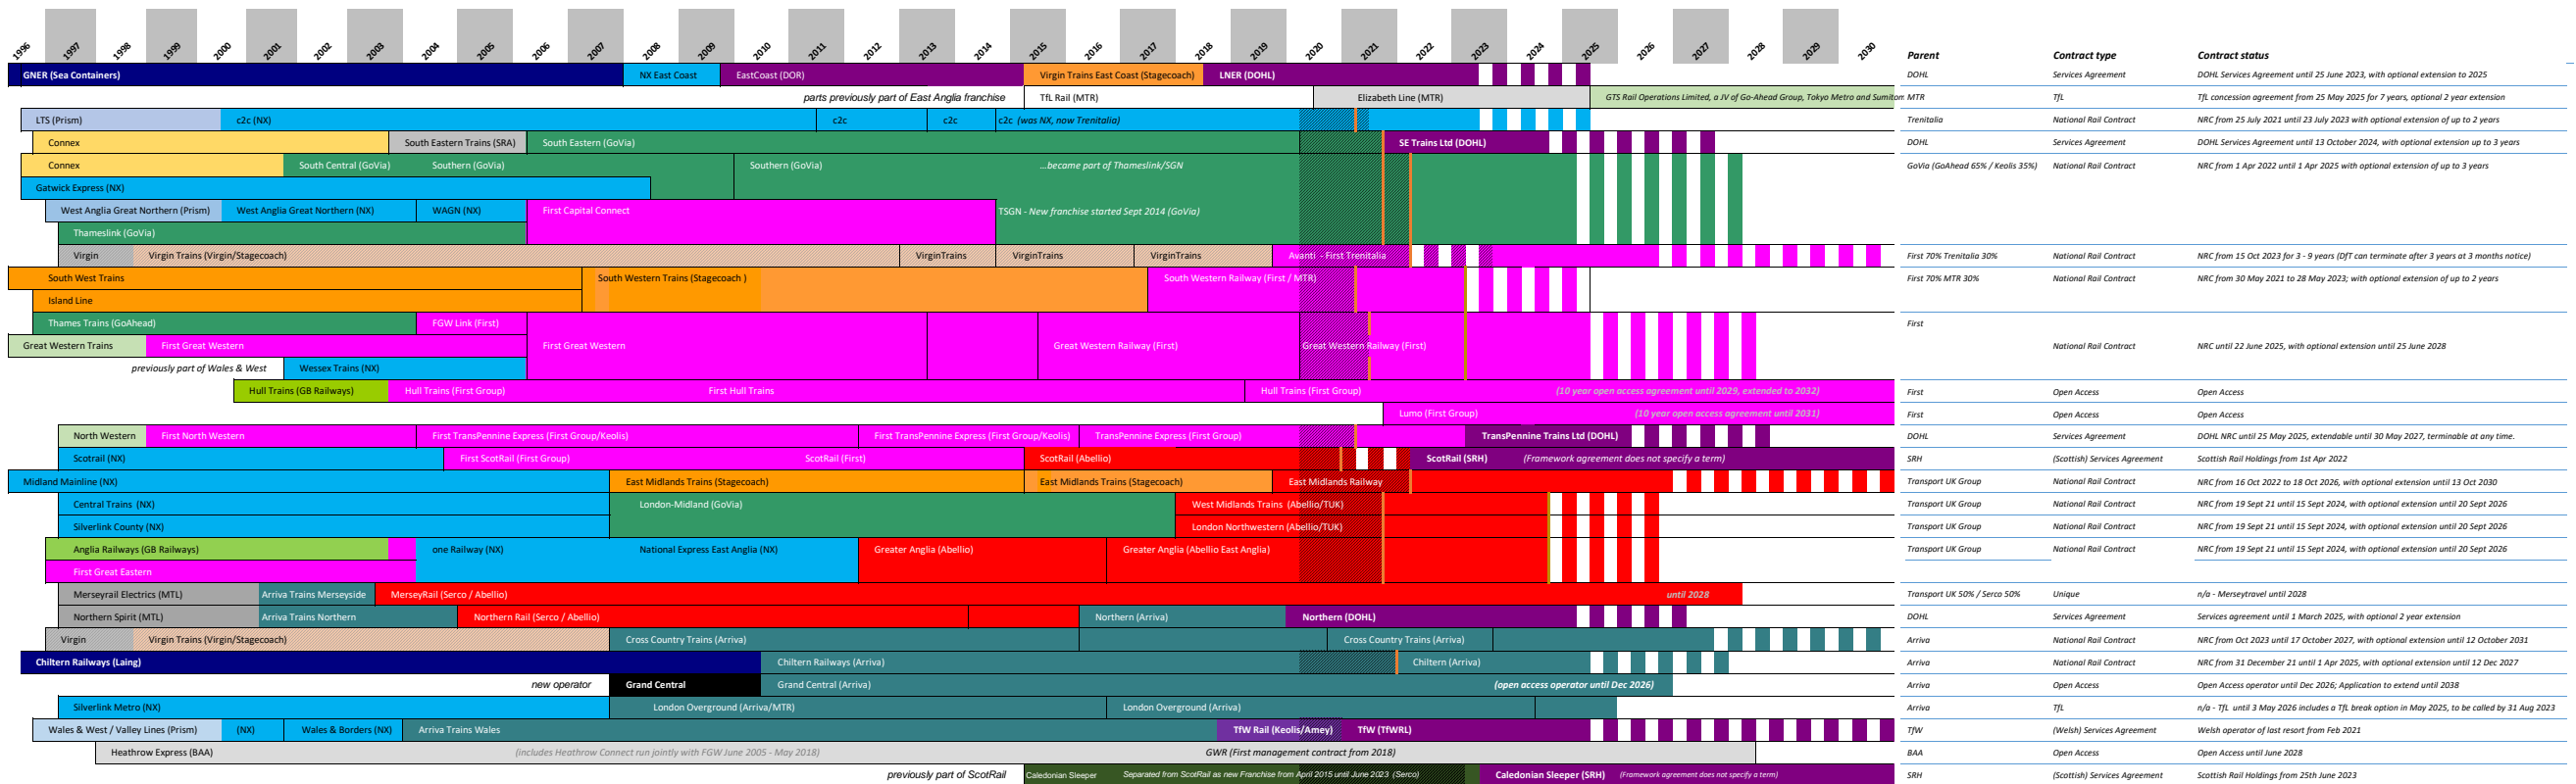 1996 1997 1998 1999 2000 2001 2002 2003 2004 2005 2006 2007 2008 2009 2010 2011 2012 2013 2014 2015 2016 2017 2018 2019 2020 2021 2022 2023 2024 2025 2026 2027 2028 2029 2030 Parent Contract type Contract status
GNER (Sea Containers) NX East Coast EastCoast (DOR) Virgin Trains East Coast (Stagecoach) LNER (DOHL) DOHL Services Agreement DOHL Services Agreement until 25 June 2023, with optional extension to 2025
parts previously part of East Anglia franchise TfL Rail (MTR) Elizabeth Line (MTR) GTS Rail Operations Limited, a JV of Go-Ahead Group, Tokyo Metro and Sumitom MTR TfL TfL concession agreement from 25 May 2025 for 7 years, optional 2 year extension
LTS (Prism) c2c (NX) c2c c2c c2c (was NX, now Trenitalia) Trenitalia National Rail Contract NRC from 25 July 2021 until 23 July 2023 with optional extension of up to 2 years
Connex South Eastern Trains (SRA) South Eastern (GoVia) SE Trains Ltd (DOHL) DOHL Services Agreement DOHL Services Agreement until 13 October 2024, with optional extension up to 3 years
Connex South Central (GoVia) Southern (GoVia) Southern (GoVia) ...became part of Thameslink/SGN GoVia (GoAhead 65% / Keolis 35%) National Rail Contract NRC from 1 Apr 2022 until 1 Apr 2025 with optional extension of up to 3 years
Gatwick Express (NX)
West Anglia Great Northern (Prism) West Anglia Great Northern (NX) WAGN (NX) First Capital Connect TSGN - New franchise started Sept 2014 (GoVia)
Thameslink (GoVia)
Virgin Virgin Trains (Virgin/Stagecoach) VirginTrains VirginTrains VirginTrains Avanti - First Trenitalia First 70% Trenitalia 30% National Rail Contract NRC from 15 Oct 2023 for 3 - 9 years (DfT can terminate after 3 years at 3 months notice)
South West Trains South Western Trains (Stagecoach ) South Western Railway (First / MTR) First 70% MTR 30% National Rail Contract NRC from 30 May 2021 to 28 May 2023; with optional extension of up to 2 years
Island Line
Thames Trains (GoAhead) FGW Link (First) First
Great Western Trains First Great Western First Great Western Great Western Railway (First) Great Western Railway (First) National Rail Contract NRC until 22 June 2025, with optional extension until 25 June 2028
previously part of Wales & West Wessex Trains (NX)
Hull Trains (GB Railways) Hull Trains (First Group) First Hull Trains Hull Trains (First Group) (10 year open access agreement until 2029, extended to 2032) First Open Access Open Access
Lumo (First Group) (10 year open access agreement until 2031) First Open Access Open Access
North Western First North Western First TransPennine Express (First Group/Keolis) First TransPennine Express (First Group/Keolis) TransPennine Express (First Group) TransPennine Trains Ltd (DOHL) DOHL Services Agreement DOHL NRC until 25 May 2025, extendable until 30 May 2027, terminable at any time.
Scotrail (NX) First ScotRail (First Group) ScotRail (First) ScotRail (Abellio) ScotRail (SRH) (Framework agreement does not specify a term) SRH (Scottish) Services Agreement Scottish Rail Holdings from 1st Apr 2022
Midland Mainline (NX) East Midlands Trains (Stagecoach) East Midlands Trains (Stagecoach) East Midlands Railway Transport UK Group National Rail Contract NRC from 16 Oct 2022 to 18 Oct 2026, with optional extension until 13 Oct 2030
Central Trains (NX) London-Midland (GoVia) West Midlands Trains (Abellio/TUK) Transport UK Group National Rail Contract NRC from 19 Sept 21 until 15 Sept 2024, with optional extension until 20 Sept 2026
Silverlink County (NX) London Northwestern (Abellio/TUK) Transport UK Group National Rail Contract NRC from 19 Sept 21 until 15 Sept 2024, with optional extension until 20 Sept 2026
Anglia Railways (GB Railways) one Railway (NX) National Express East Anglia (NX) Greater Anglia (Abellio) Greater Anglia (Abellio East Anglia) Transport UK Group National Rail Contract NRC from 19 Sept 21 until 15 Sept 2024, with optional extension until 20 Sept 2026
First Great Eastern
Merseyrail Electrics (MTL) Arriva Trains Merseyside MerseyRail (Serco / Abellio) until 2028 Transport UK 50% / Serco 50% Unique n/a - Merseytravel until 2028
Northern Spirit (MTL) Arriva Trains Northern Northern Rail (Serco / Abellio) Northern (Arriva) Northern (DOHL) DOHL Services Agreement Services agreement until 1 March 2025, with optional 2 year extension
Virgin Virgin Trains (Virgin/Stagecoach) Cross Country Trains (Arriva) Cross Country Trains (Arriva) Arriva National Rail Contract NRC from Oct 2023 until 17 October 2027, with optional extension until 12 October 2031
Chiltern Railways (Laing) Chiltern Railways (Arriva) Chiltern (Arriva) Arriva National Rail Contract NRC from 31 December 21 until 1 Apr 2025, with optional extension until 12 Dec 2027
new operator Grand Central Grand Central (Arriva) (open access operator until Dec 2026) Arriva Open Access Open Access operator until Dec 2026; Application to extend until 2038
Silverlink Metro (NX) London Overground (Arriva/MTR) London Overground (Arriva) Arriva TfL n/a - TfL until 3 May 2026 includes a TfL break option in May 2025, to be called by 31 Aug 2023
Wales & West / Valley Lines (Prism) (NX) Wales & Borders (NX) Arriva Trains Wales TfW Rail (Keolis/Amey) TfW (TfWRL) TfW (Welsh) Services Agreement Welsh operator of last resort from Feb 2021
Heathrow Express (BAA) (includes Heathrow Connect run jointly with FGW June 2005 - May 2018) GWR (First management contract from 2018) BAA Open Access Open Access until June 2028
previously part of ScotRail Caledonian Sleeper Separated from ScotRail as new Franchise from April 2015 until June 2023 (Serco) Caledonian Sleeper (SRH) (Framework agreement does not specify a term) SRH (Scottish) Services Agreement Scottish Rail Holdings from 25th June 2023